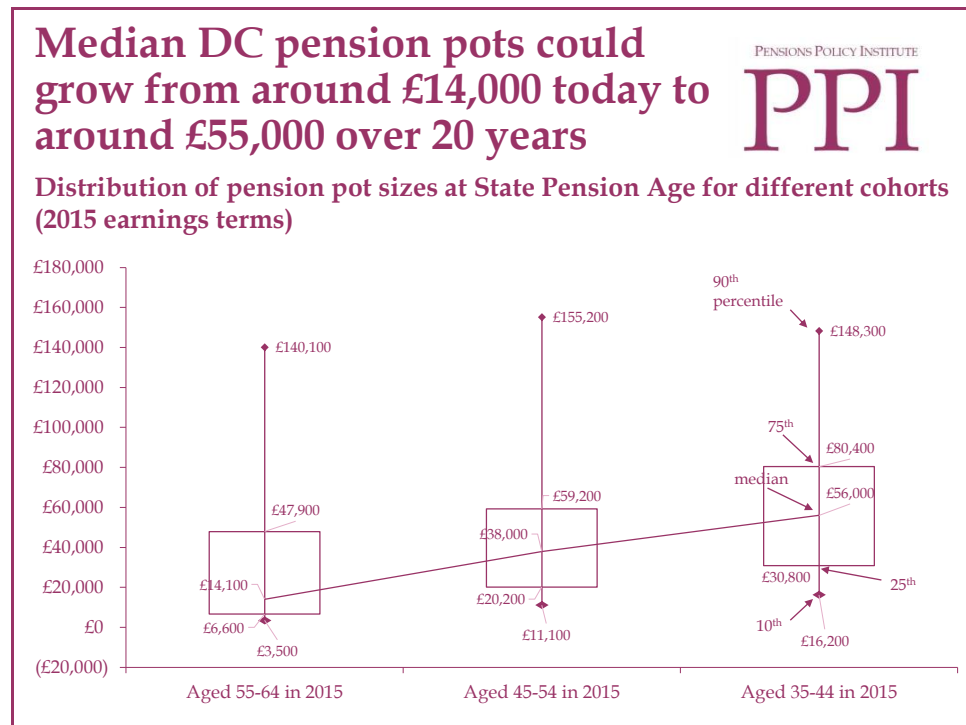 Median DC pension pots could
grow from around £14,000 today to
around £55,000 over 20 years
PENSIONS POLICY INSTITUTE
PPI
Distribution of pension pot sizes at State Pension Age for different cohorts
(2015 earnings terms)
£180,000
£160,000
£140,000
£120,000
£100,000
£80,000
£60,000
£40,000
£20,000
£0
(£20,000)
£140,100
£47,900
£14,100
£6,600
£3,500
£155,200
£59,200
£38,000
£20,200
£11,100
90th
percentile
£148,300
75th
£80,400
median
£56,000
£30,800
25th
10th
£16,200
Aged 55-64 in 2015
Aged 45-54 in 2015
Aged 35-44 in 2015